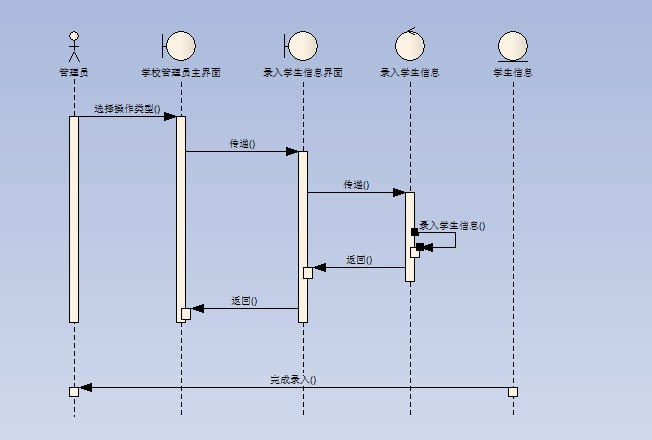 管理员
学校管理员主界面
录入学生信息界面
录入学生信息
学生信息
选择操作类型()
传递()
传递()
录入学生信息()
返回()
返回()
完成录入()